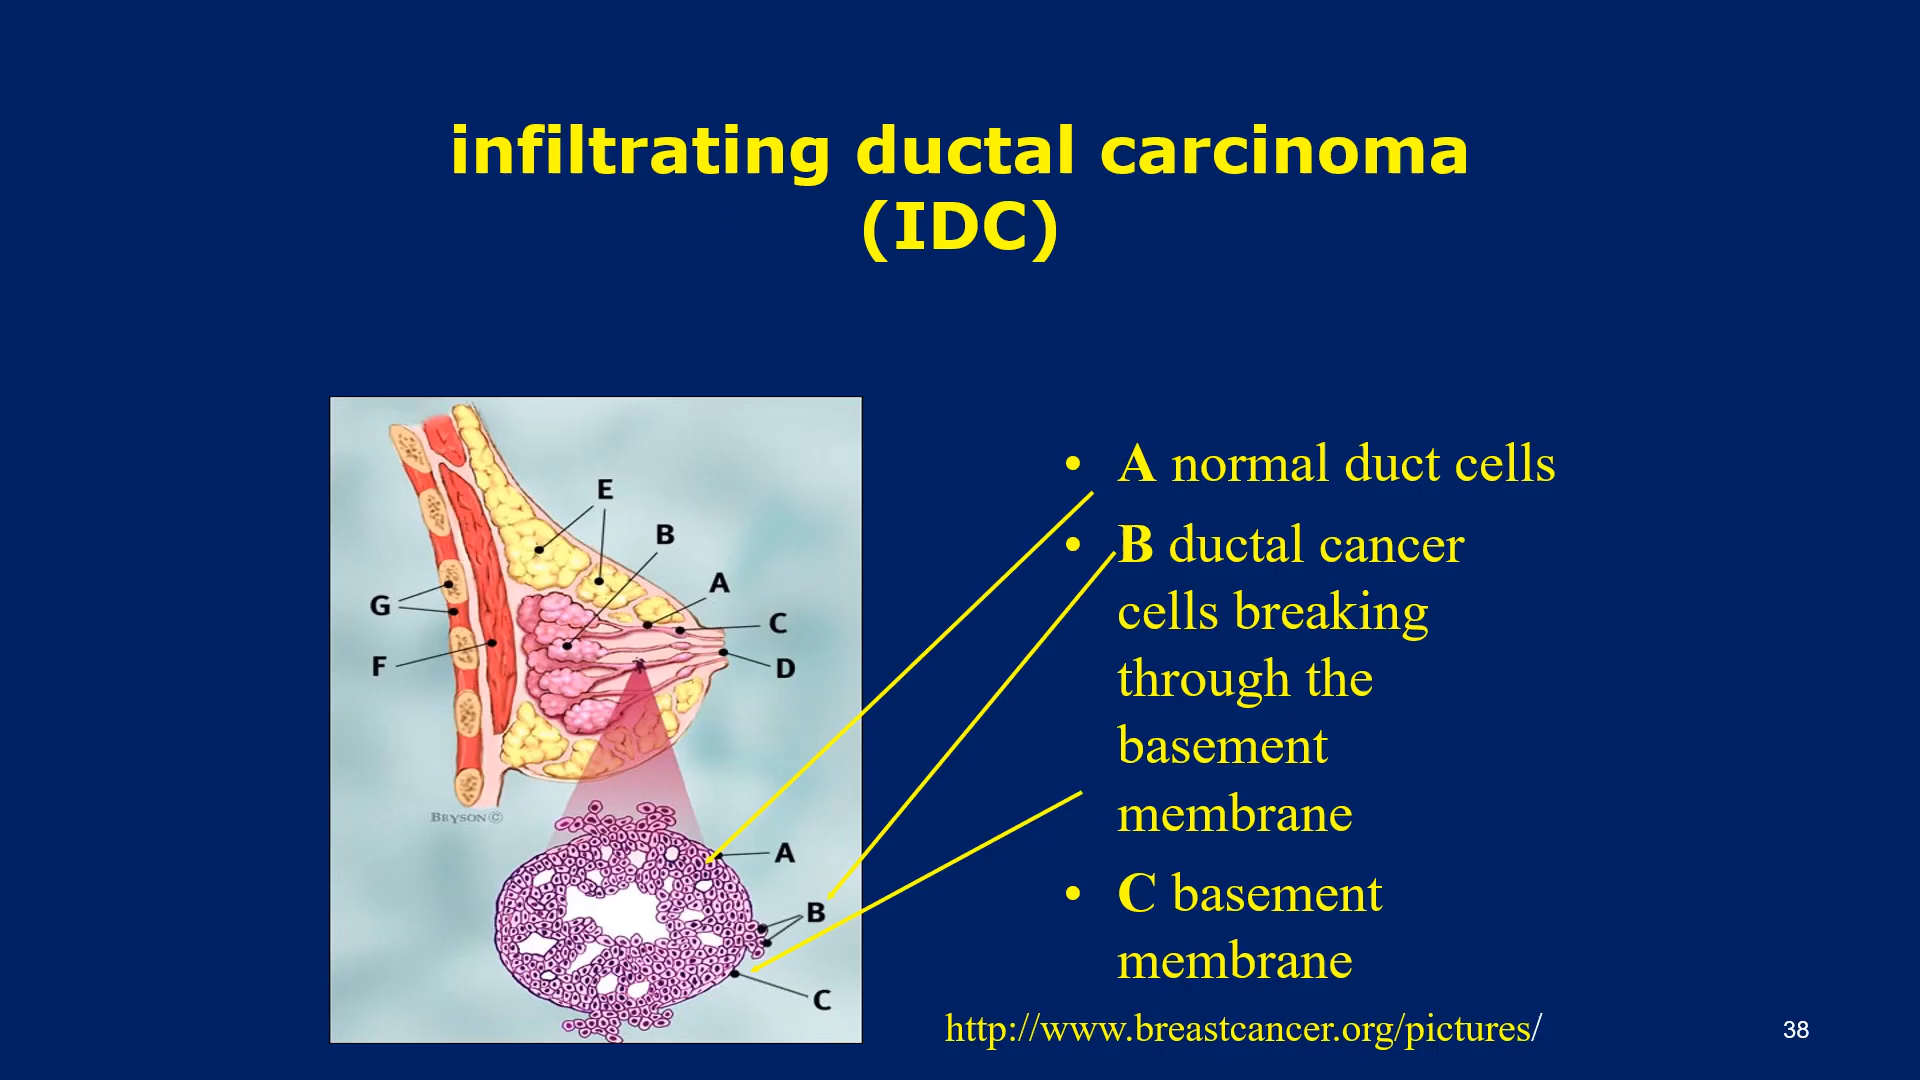 infiltrating ductal carcinoma
(IDC)
E
B
A
C
D
G
F
BRYSON©
A
B
C
• A normal duct cells
• B ductal cancer
cells breaking
through the
basement
membrane
• C basement
membrane
http://www.breastcancer.org/pictures/
38